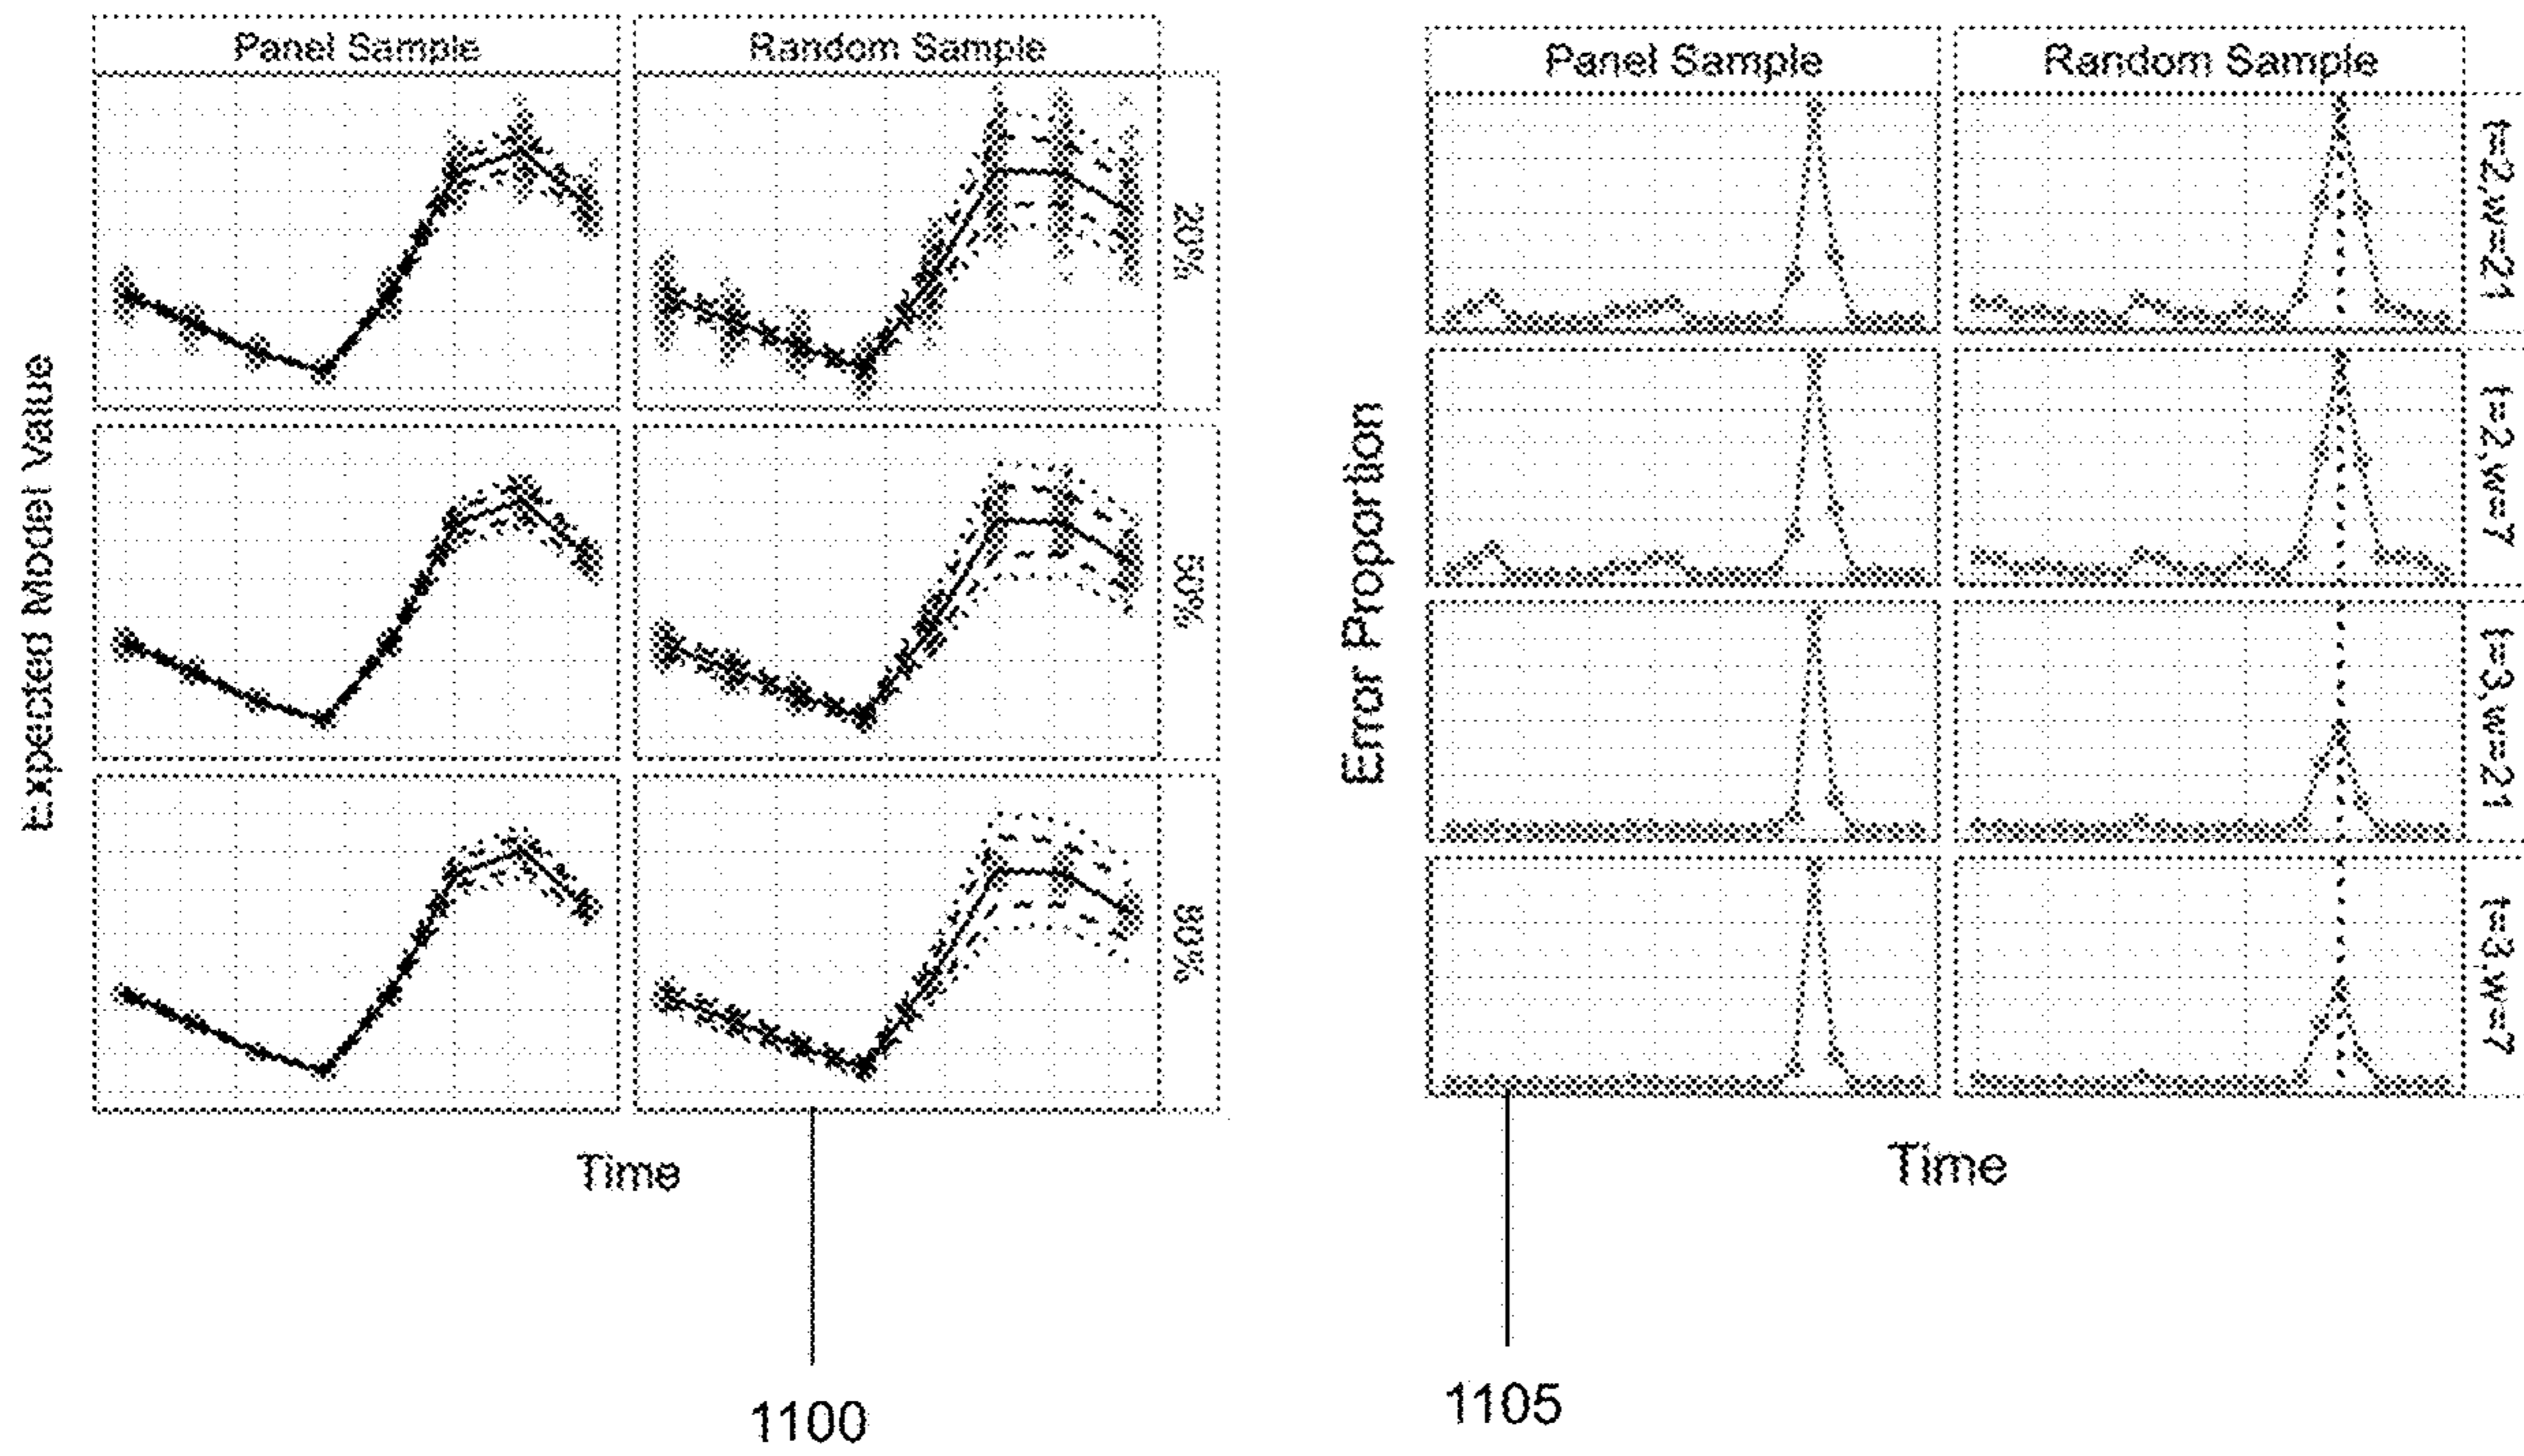 Panel Sample
Random Sample
Expected Model Value
20%
50%
80%
Time
1100
Panel Sample
Random Sample
Error Proportion
t=2,w=21
t=2,w=7
t=3,w=21
t=3,w=7
Time
1105